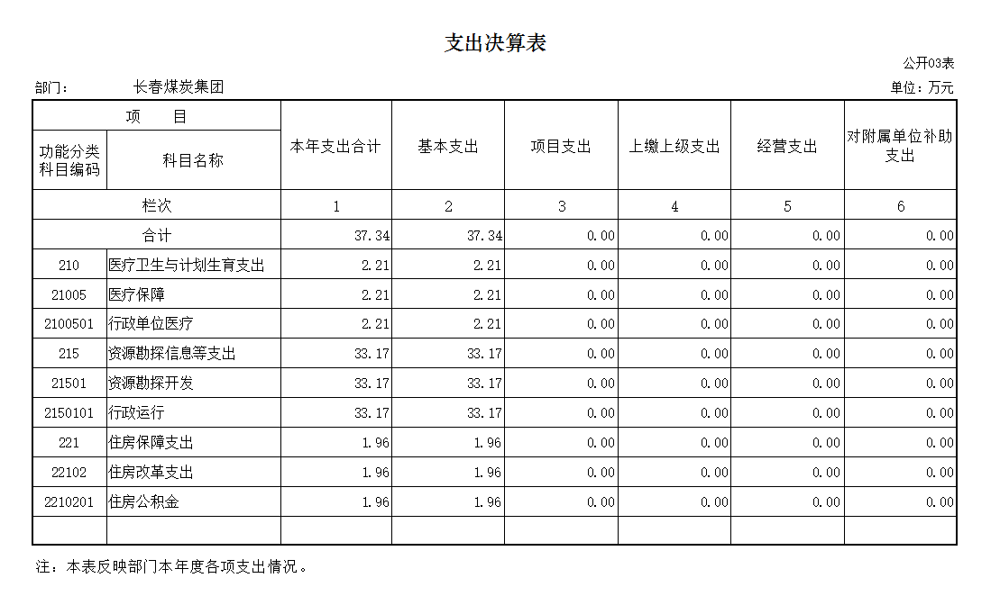 支出决算表
公开03表
部门： 长春煤炭集团 单位：万元
项 目 本年支出合计 基本支出 项目支出 上缴上级支出 经营支出 对附属单位补助支出
功能分类科目编码 科目名称
栏次 1 2 3 4 5 6
合计 37.34 37.34 0.00 0.00 0.00 0.00
210 医疗卫生与计划生育支出 2.21 2.21 0.00 0.00 0.00 0.00
21005 医疗保障 2.21 2.21 0.00 0.00 0.00 0.00
2100501 行政单位医疗 2.21 2.21 0.00 0.00 0.00 0.00
215 资源勘探信息等支出 33.17 33.17 0.00 0.00 0.00 0.00
21501 资源勘探开发 33.17 33.17 0.00 0.00 0.00 0.00
2150101 行政运行 33.17 33.17 0.00 0.00 0.00 0.00
221 住房保障支出 1.96 1.96 0.00 0.00 0.00 0.00
22102 住房改革支出 1.96 1.96 0.00 0.00 0.00 0.00
2210201 住房公积金 1.96 1.96 0.00 0.00 0.00 0.00
注：本表反映部门本年度各项支出情况。